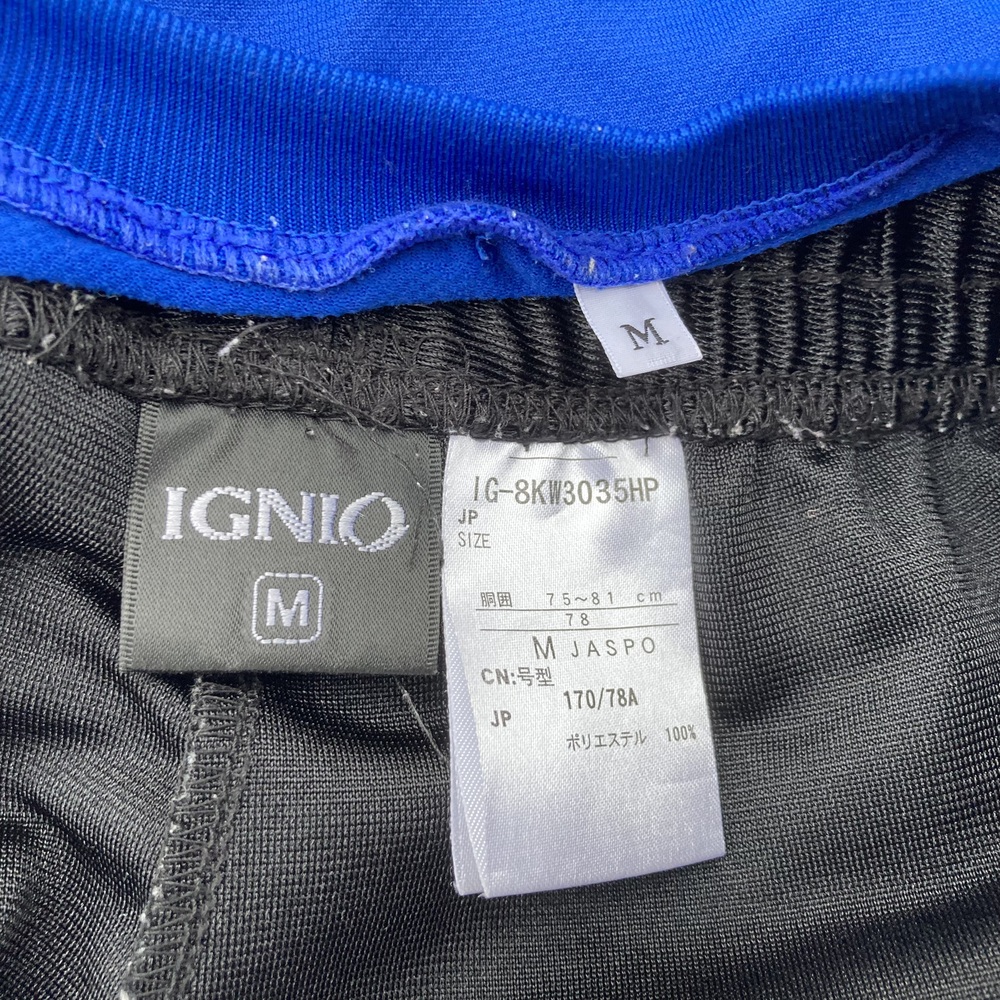 M
IGNIO
M
IG-8KW3035HP
JP
SIZE
胴囲 75~81 cm
78
M JASPO
CN:号型
170/78A
JP
ポリエステル 100%